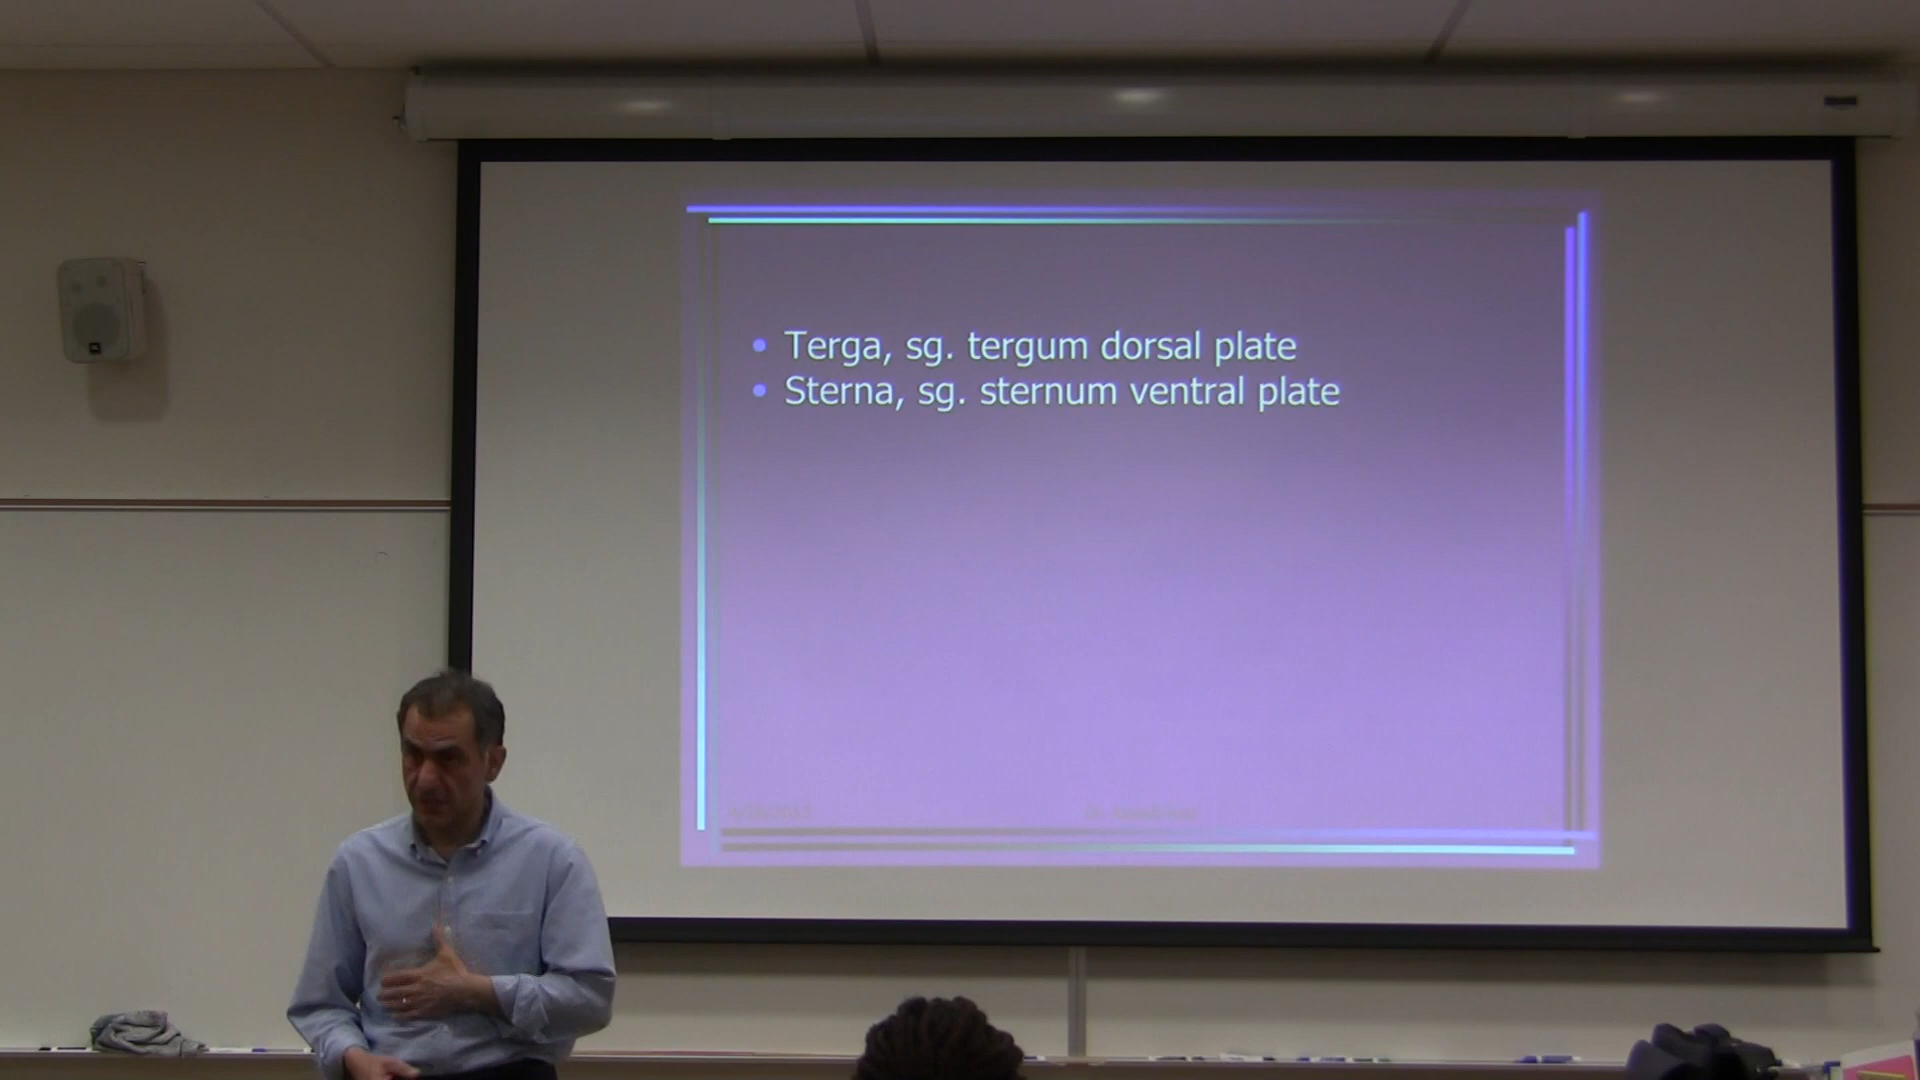 • Terga, sg. tergum dorsal plate
• Sterna, sg. sternum ventral plate